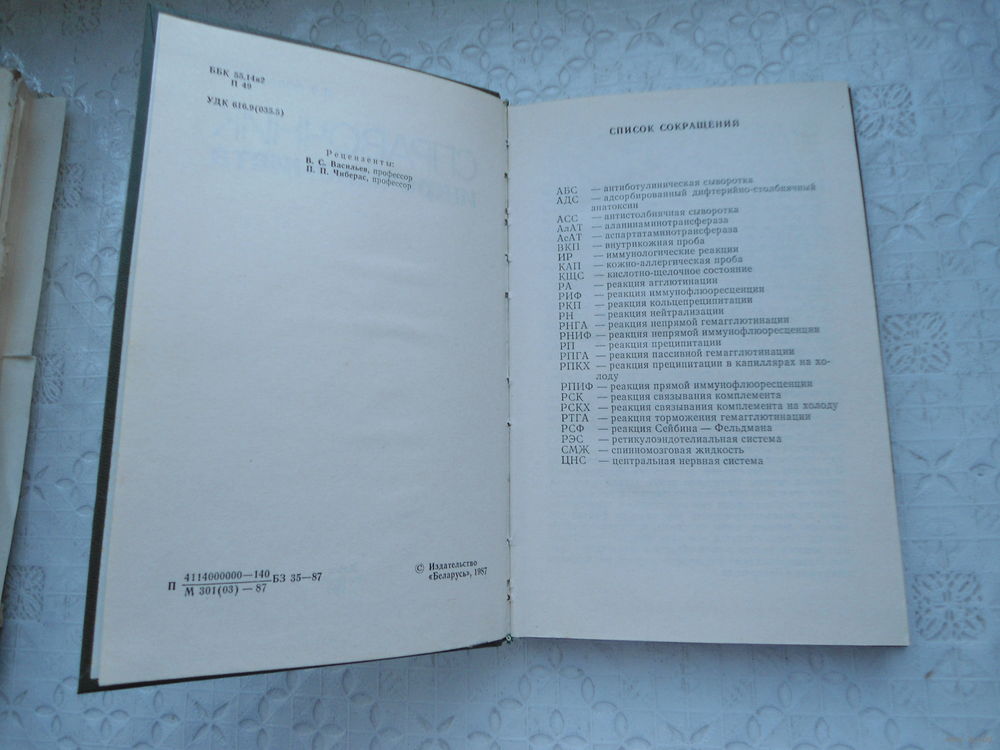 ББК 55.14я2
П 49
УДК 616.9(035.5)
Рецензенты:
В. С. Васильев, профессор
П. П. Чиберас, профессор
П 4114000000—140 БЗ 35—87
М 301(03)—87
© Издательство
«Беларусь», 1987
СПИСОК СОКРАЩЕНИЙ
АБС — антиботулиническая сыворотка
АДС — адсорбированный дифтерийно-столбнячный
анатоксин
АСС — антистолбнячная сыворотка
АлАТ — аланинаминотрансфераза
АсАТ — аспартатаминотрансфераза
ВКП — внутрикожная проба
ИР — иммунологические реакции
КАП — кожно-аллергическая проба
КЩС — кислотно-щелочное состояние
РА — реакция агглютинации
РИФ — реакция иммунофлюоресценции
РКП — реакция кольцепреципитации
РН — реакция нейтрализации
РНГА — реакция непрямой гемагглютинации
РНИФ — реакция непрямой иммунофлюоресценции
РП — реакция преципитации
РПГА — реакция пассивной гемагглютинации
РПКХ — реакция преципитации в капиллярах на хо-
лоду
РПИФ — реакция прямой иммунофлюоресценции
РСК — реакция связывания комплемента
РСКХ — реакция связывания комплемента на холоду
РТГА — реакция торможения гемагглютинации
РСФ — реакция Сейбина — Фельдмана
РЭС — ретикулоэндотелиальная система
СМЖ — спинномозговая жидкость
ЦНС — центральная нервная система